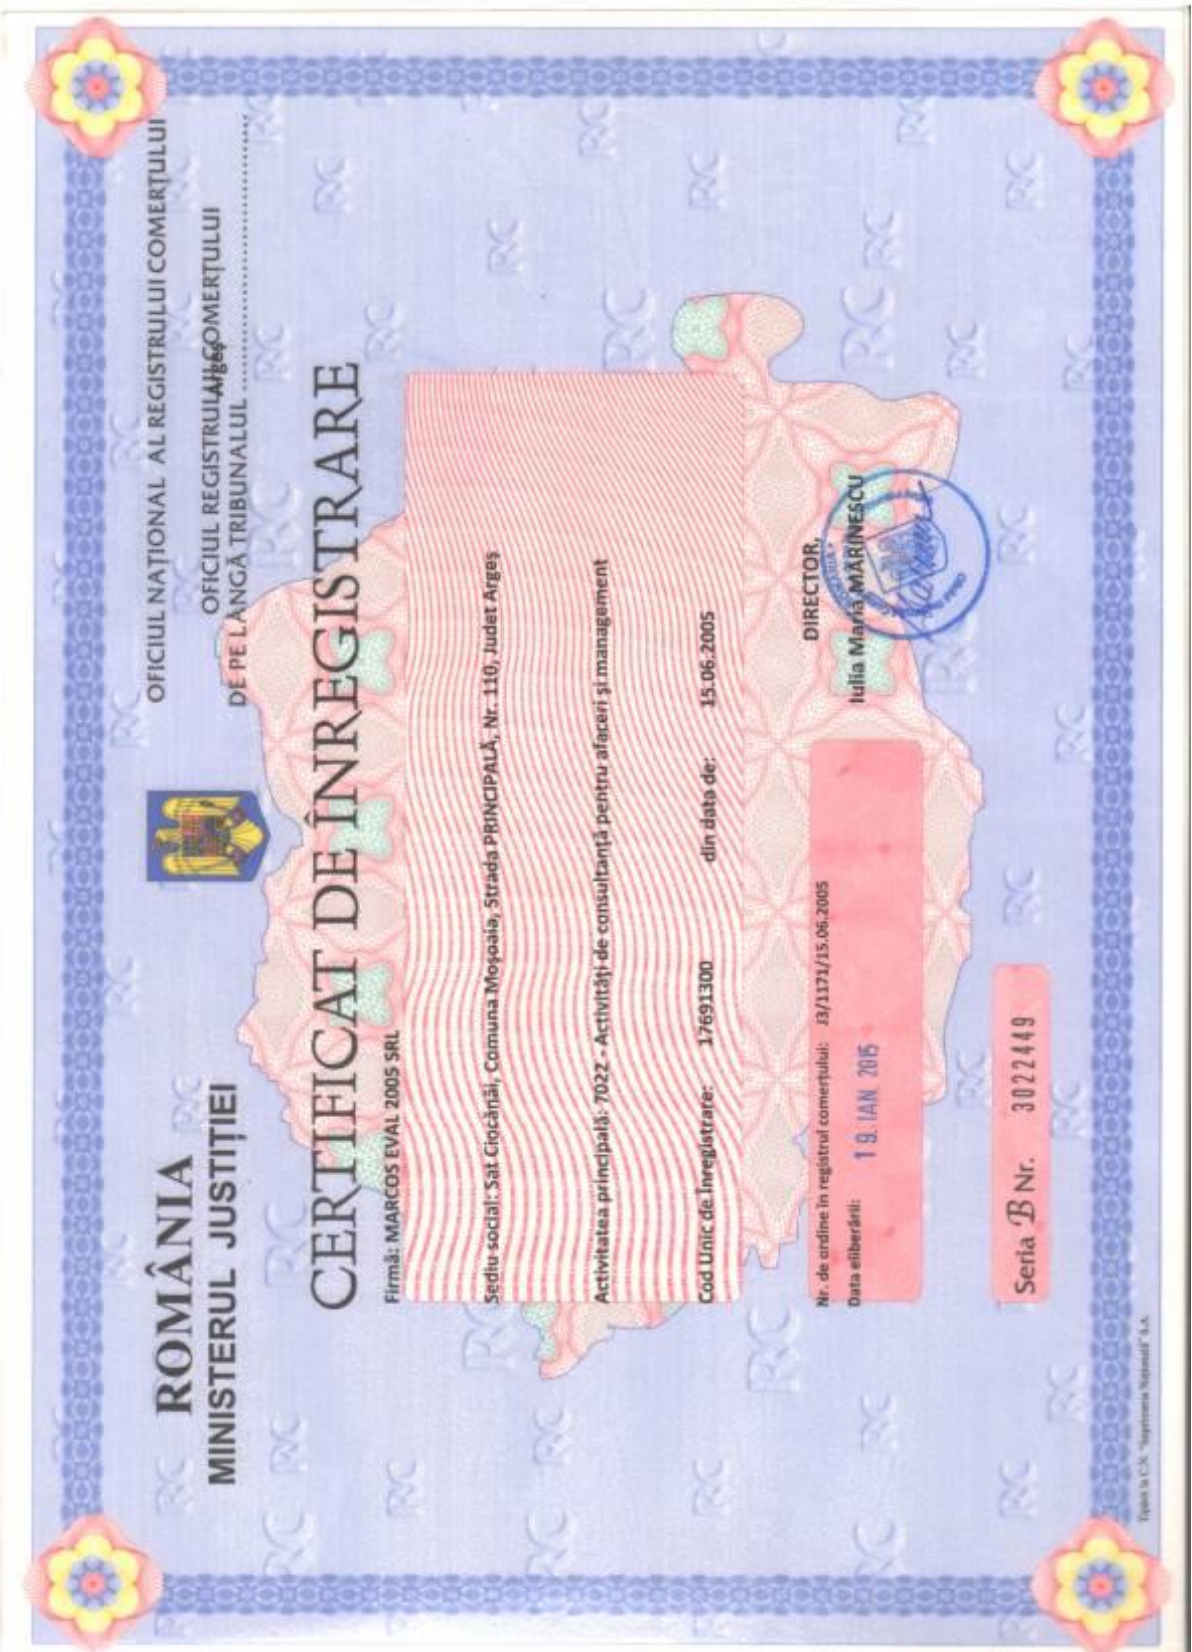 ROMÂNIA
MINISTERUL JUSTIŢIEI
OFICIUL NAŢIONAL AL REGISTRULUI COMERŢULUI
OFICIUL REGISTRULUI COMERŢULUI
DE PE LÂNGĂ TRIBUNALUL Argeş
CERTIFICAT DE ÎNREGISTRARE
Firmă: MARCOS EVAL 2005 SRL
Sediu social: Sat Ciocănăi, Comuna Moşoaia, Strada PRINCIPALĂ, Nr. 110, Judet Argeş
Activitatea principală: 7022 - Activităţi de consultanţă pentru afaceri şi management
Cod Unic de Înregistrare: 17691300 din data de: 15.06.2005
Nr. de ordine în registrul comerţului: J3/1171/15.06.2005
Data eliberării: 19. IAN 2015
DIRECTOR,
Iulia Maria MARINESCU
Seria B Nr. 3022449
Tipărit la C.N. "Imprimeria Naţională" S.A.